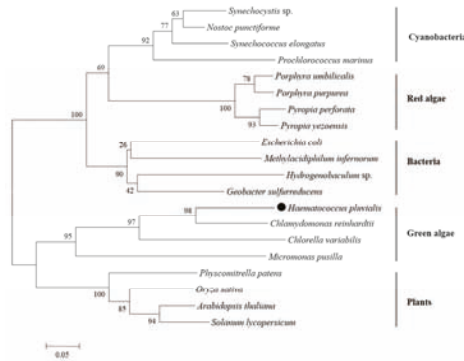 63
Synechocystis sp.
77
Nostoc punctiforme
Cyanobacteria
92
Synechococcus elongatus
69
Prochlorococcus marinus
78
Porphyra umbilicalis
Porphyra purpurea
Red algae
100
Pyropia perforata
100
93
Pyropia yezoensis
26
Escherichia coli
Methylacidiphilum infernorum
Bacteria
90
Hydrogenobaculum sp.
42
Geobacter sulfurreducens
98
Haematococcus pluvialis
97
Chlamydomonas reinhardtii
Green algae
95
Chlorella variabilis
Micromonas pusilla
Physcomitrella patens
100
Oryza sativa
Plants
85
Arabidopsis thaliana
94
Solanum lycopersicum
0.05